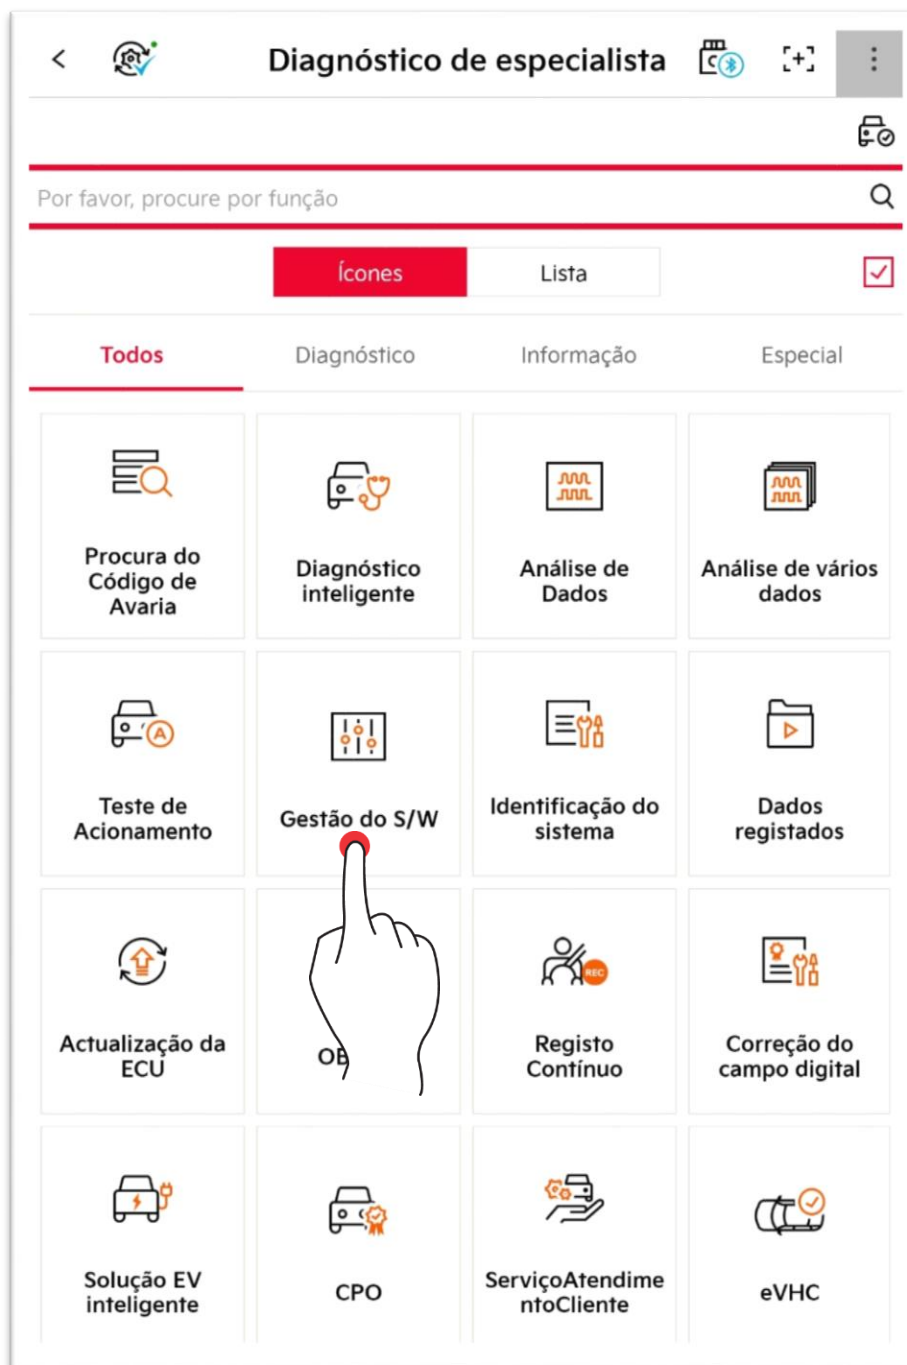 Diagnóstico de especialista
Por favor, procure por função
Ícones
Lista
Todos
Diagnóstico
Informação
Especial
Procura do
Código de
Avaria
Diagnóstico
inteligente
Análise de
Dados
Análise de vários
dados
A
Teste de
Acionamento
Gestão do S/W
Identificação do
sistema
Dados
registados
Actualização da
ECU
REC
Registo
Contínuo
Correção do
campo digital
Solução EV
inteligente
CPO
ServiçoAtendime
ntoCliente
eVHC